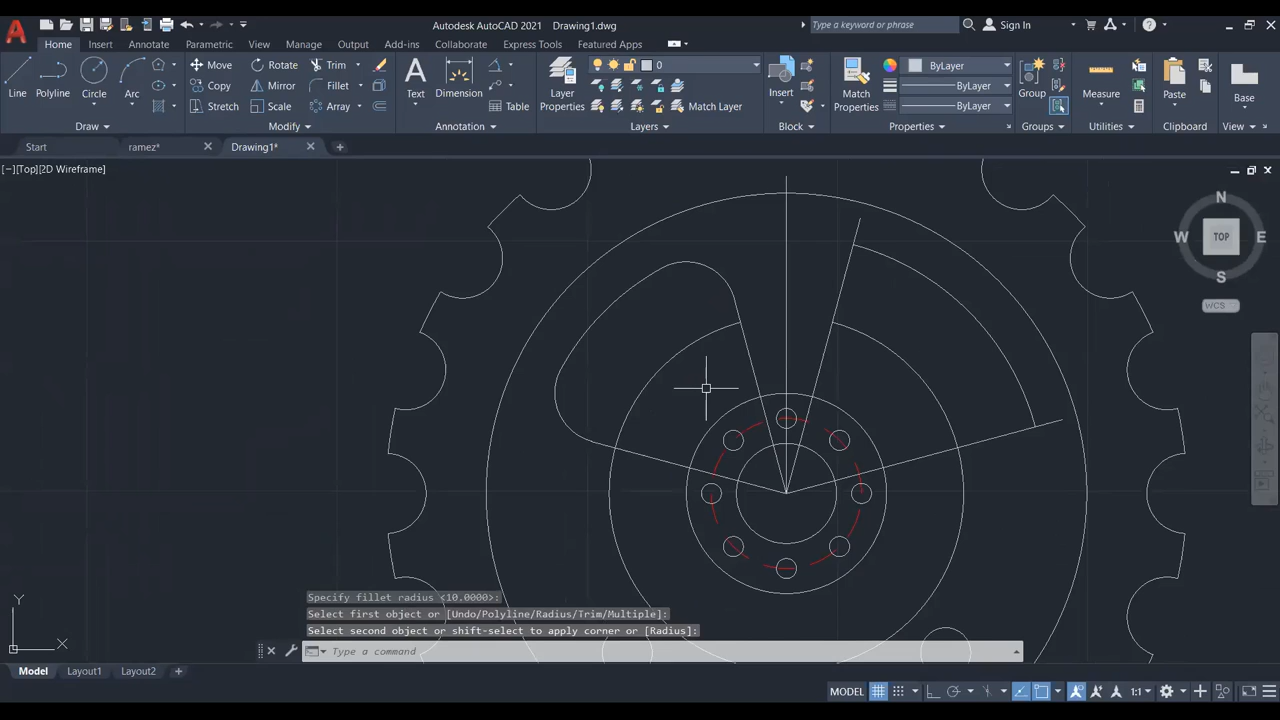 Autodesk AutoCAD 2021 Drawing1.dwg
Type a keyword or phrase
Sign In
Home Insert Annotate Parametric View Manage Output Add-ins Collaborate Express Tools Featured Apps
Line Polyline Circle Arc
Move Rotate Trim
Copy Mirror Fillet
Stretch Scale Array
Text Dimension
Table
Layer Properties
0
Match Layer
Insert
Match Properties
ByLayer
ByLayer
ByLayer
Group
Measure
Paste
Base
Draw Modify Annotation Layers Block Properties Groups Utilities Clipboard View
Start ramez* Drawing1*
[−][Top][2D Wireframe]
N
W TOP E
S
WCS
Y
X
Specify fillet radius <10.0000>:
Select first object or [Undo/Polyline/Radius/Trim/Multiple]:
Select second object or shift-select to apply corner or [Radius]:
Type a command
Model Layout1 Layout2
MODEL 1:1